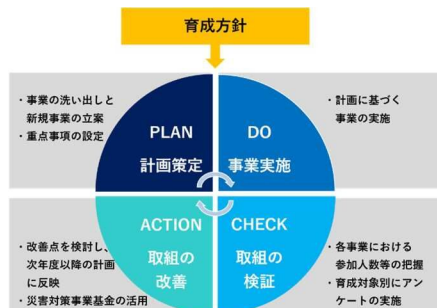 育成方針
・事業の洗い出しと
新規事業の立案
・重点事項の設定
PLAN
計画策定
DO
事業実施
・計画に基づく
事業の実施
・改善点を検討し、
次年度以降の計画
に反映
・災害対策事業基金の活用
ACTION
取組の
改善
CHECK
取組の
検証
・各事業における
参加人数等の把握
・育成対象別にアン
ケートの実施